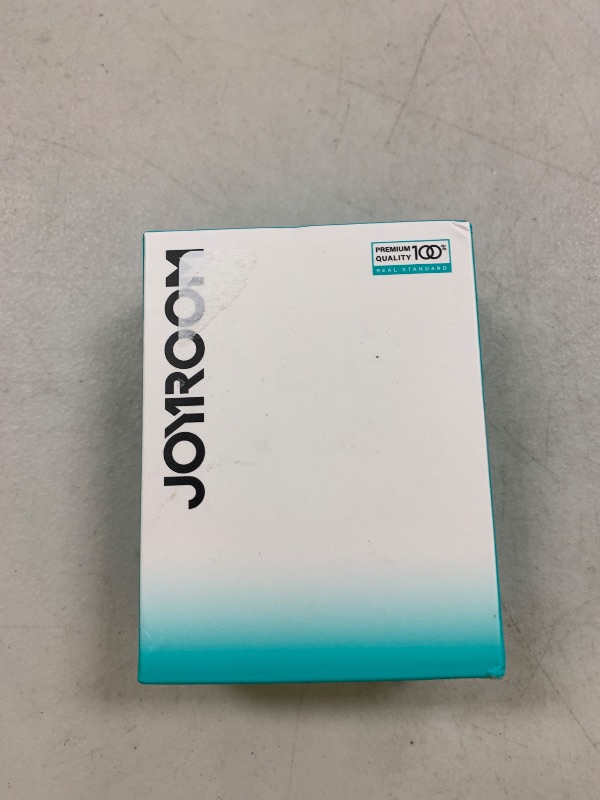 JOYROOM
PREMIUM
QUALITY
100%
REAL STANDARD